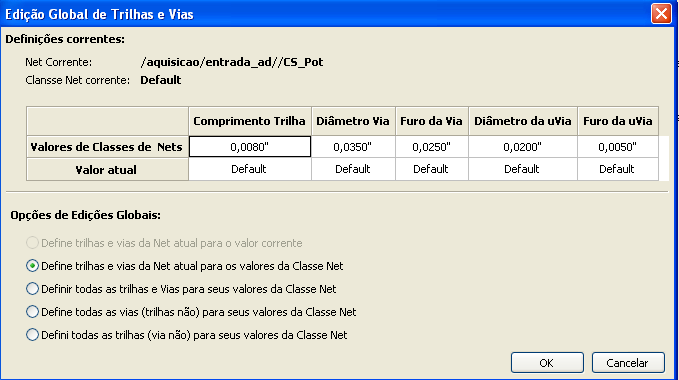 Edição Global de Trilhas e Vias
Definições correntes:
Net Corrente: /aquisicao/entrada_ad//CS_Pot
Clansse Net corrente: Default
Comprimento Trilha Diâmetro Via Furo da Via Diâmetro da uVia Furo da uVia
Valores de Classes de Nets 0,0080" 0,0350" 0,0250" 0,0200" 0,0050"
Valor atual Default Default Default Default Default
Opções de Edições Globais:
Define trilhas e vias da Net atual para o valor corrente
Define trilhas e vias da Net atual para os valores da Classe Net
Definir todas as trilhas e Vias para seus valores da Classe Net
Define todas as vias (trilhas não) para seus valores da Classe Net
Defini todas as trilhas (via não) para seus valores da Classe Net
OK Cancelar